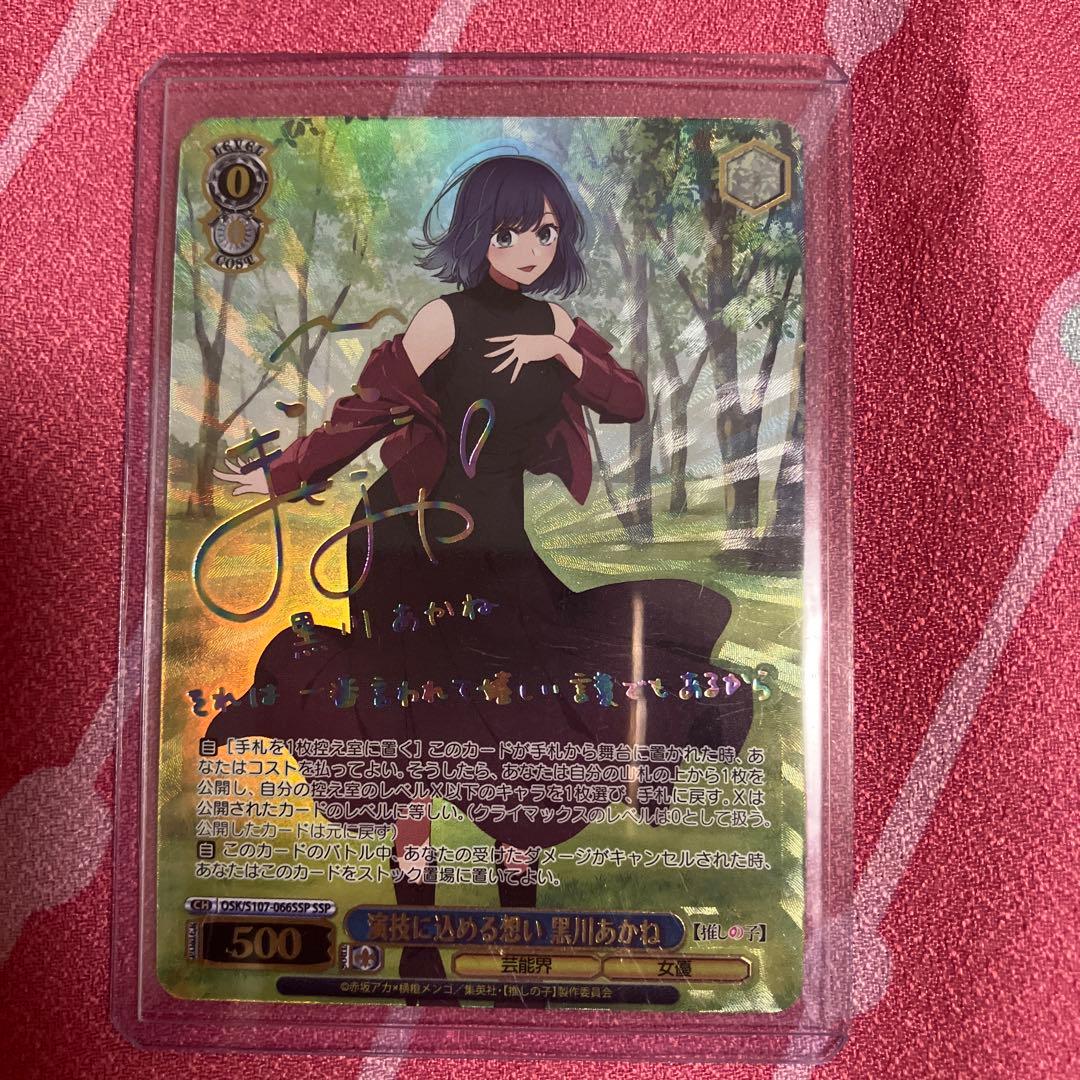 LEVEL
0
0
COST
黒川あかね
それは 一番言われて嬉しい言葉でもあるから
自［手札を1枚控え室に置く］このカードが手札から舞台に置かれた時、あ
なたはコストを払ってよい。そうしたら、あなたは自分の山札の上から1枚を
公開し、自分の控え室のレベルX以下のキャラを1枚選び、手札に戻す。Xは
公開されたカードのレベルに等しい。(クライマックスのレベルは0として扱う。
公開したカードは元に戻す)
自 このカードのバトル中、あなたの受けたダメージがキャンセルされた時、
あなたはこのカードをストック置場に置いてよい。
CH OSK/S107-066SSP SSP
500
演技に込める想い 黒川あかね
【推しの子】
芸能界 女優
©赤坂アカ×横槍メンゴ／集英社・【推しの子】製作委員会